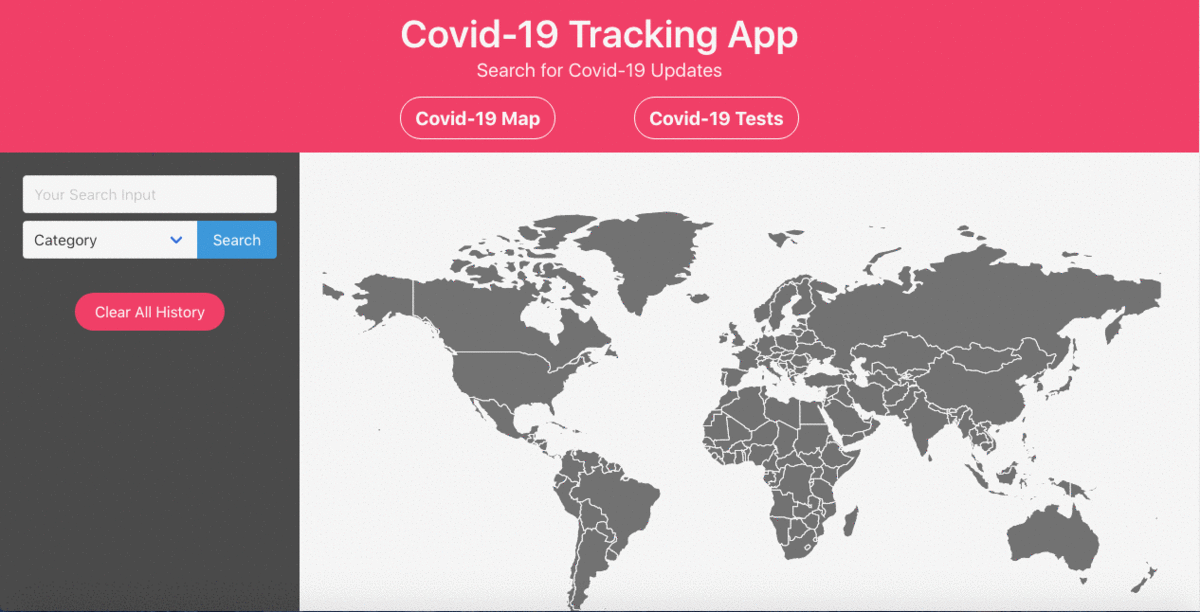 Covid-19 Tracking App
Search for Covid-19 Updates
Covid-19 Map
Covid-19 Tests
Your Search Input
Category
Search
Clear All History